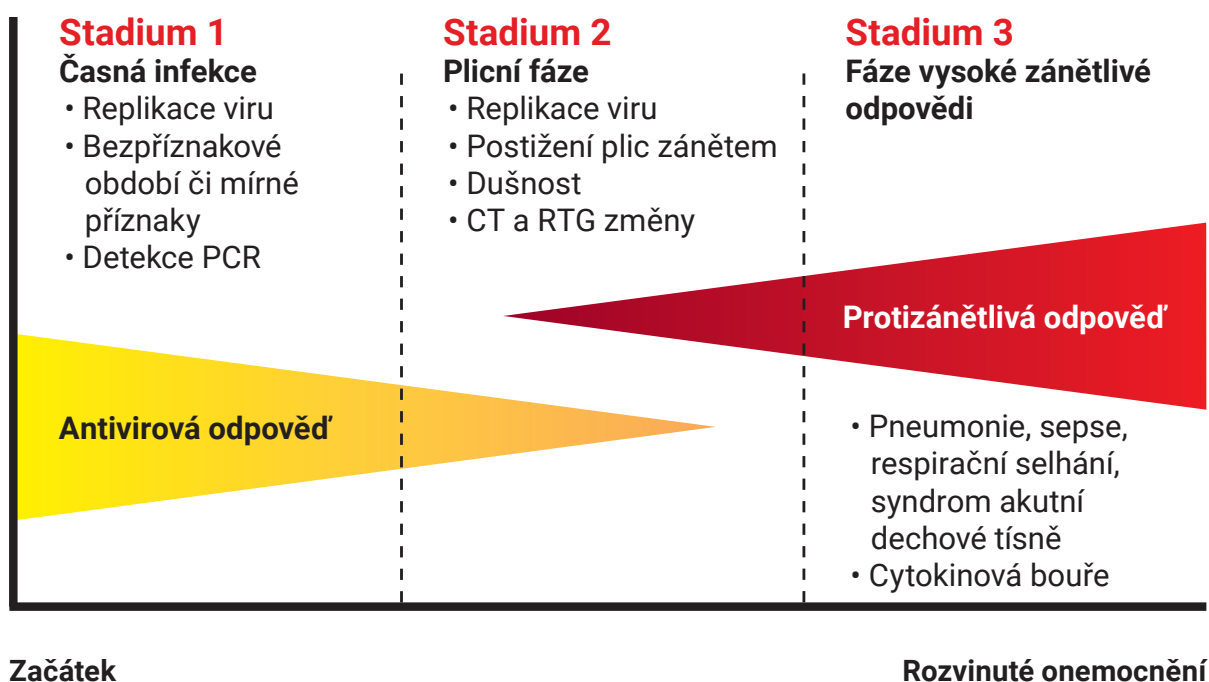 Stadium 1
Časná infekce
• Replikace viru
• Bezpříznakové
období či mírné
příznaky
• Detekce PCR
Stadium 2
Plicní fáze
• Replikace viru
• Postižení plic zánětem
• Dušnost
• CT a RTG změny
Stadium 3
Fáze vysoké zánětlivé
odpovědi
Protizánětlivá odpověď
Antivirová odpověď
• Pneumonie, sepse,
respirační selhání,
syndrom akutní
dechové tísně
• Cytokinová bouře
Začátek
Rozvinuté onemocnění